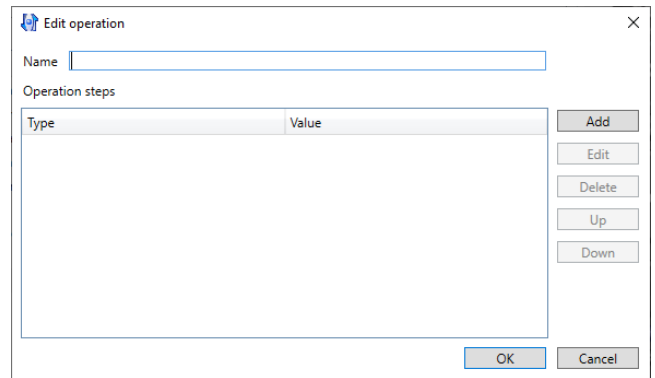 Edit operation
Name
Operation steps
Type Value
Add
Edit
Delete
Up
Down
OK Cancel